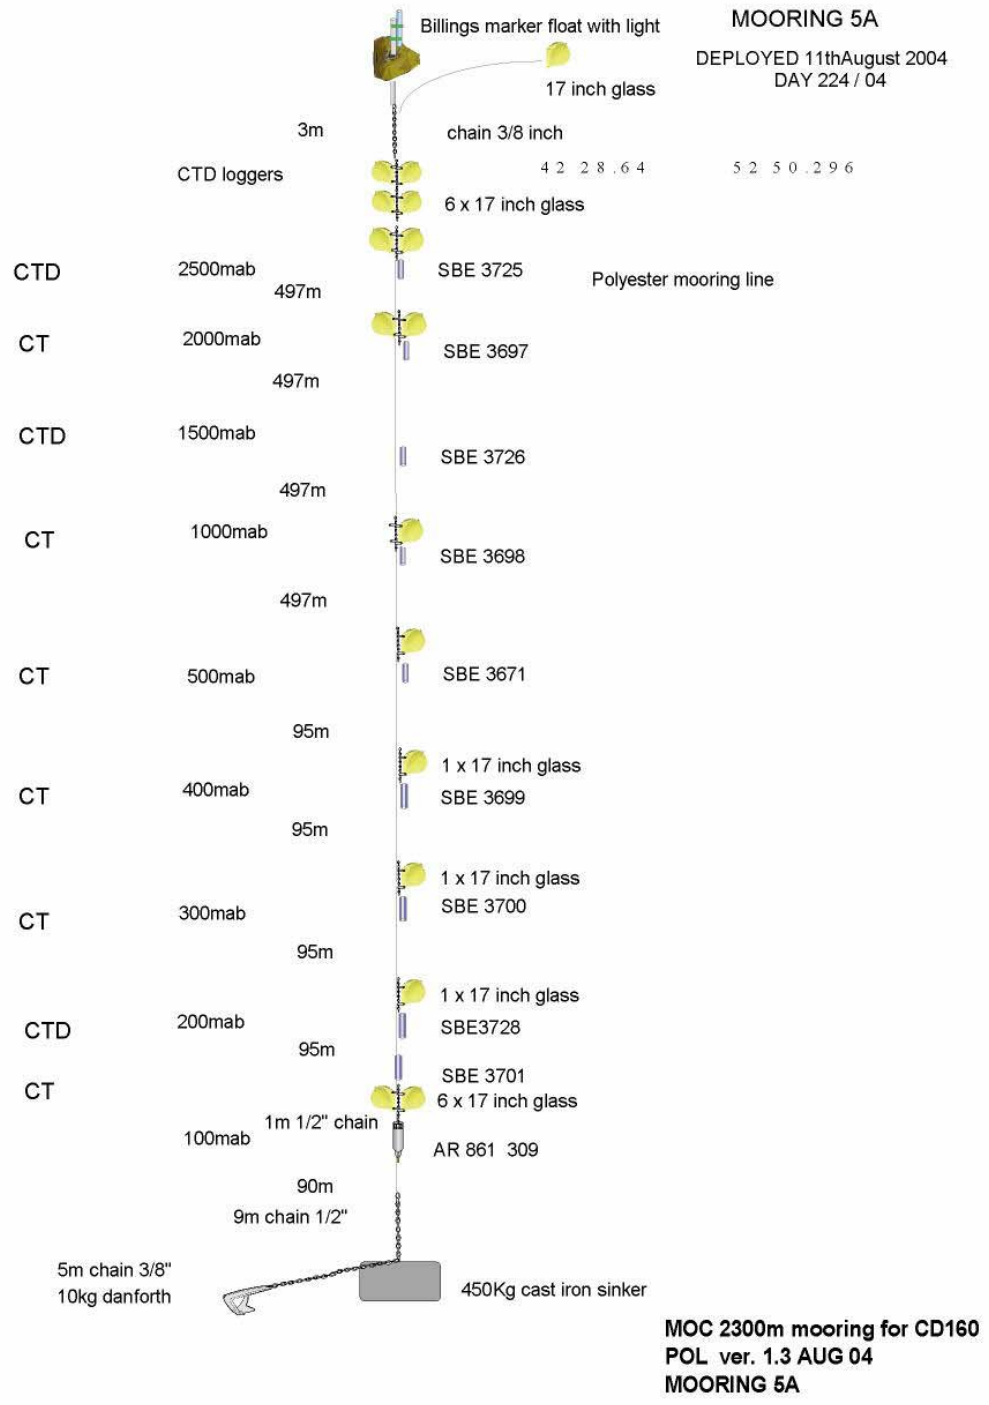 MOORING 5A
Billings marker float with light
DEPLOYED 11thAugust 2004
DAY 224 / 04
17 inch glass
3m
chain 3/8 inch
CTD loggers
42 28.64
52 50.296
6 x 17 inch glass
CTD
2500mab
SBE 3725
Polyester mooring line
497m
CT
2000mab
SBE 3697
497m
CTD
1500mab
SBE 3726
497m
CT
1000mab
SBE 3698
497m
CT
500mab
SBE 3671
95m
1 x 17 inch glass
CT
400mab
SBE 3699
95m
1 x 17 inch glass
CT
300mab
SBE 3700
95m
1 x 17 inch glass
CTD
200mab
SBE3728
95m
CT
SBE 3701
6 x 17 inch glass
1m 1/2" chain
100mab
AR 861 309
90m
9m chain 1/2"
5m chain 3/8"
10kg danforth
450Kg cast iron sinker
MOC 2300m mooring for CD160
POL ver. 1.3 AUG 04
MOORING 5A